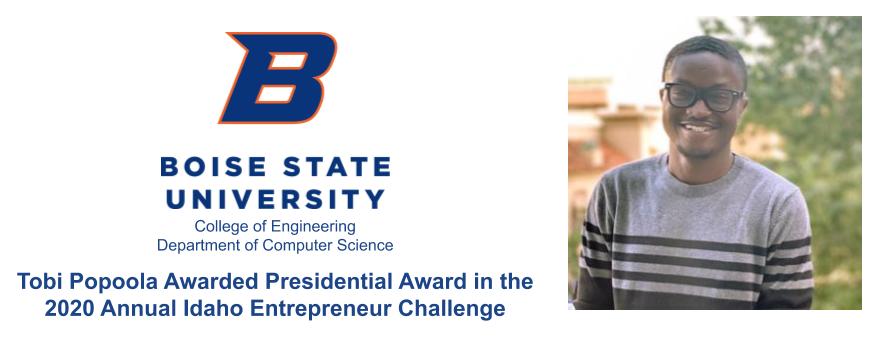 B
BOISE STATE
UNIVERSITY
College of Engineering
Department of Computer Science
Tobi Popoola Awarded Presidential Award in the
2020 Annual Idaho Entrepreneur Challenge